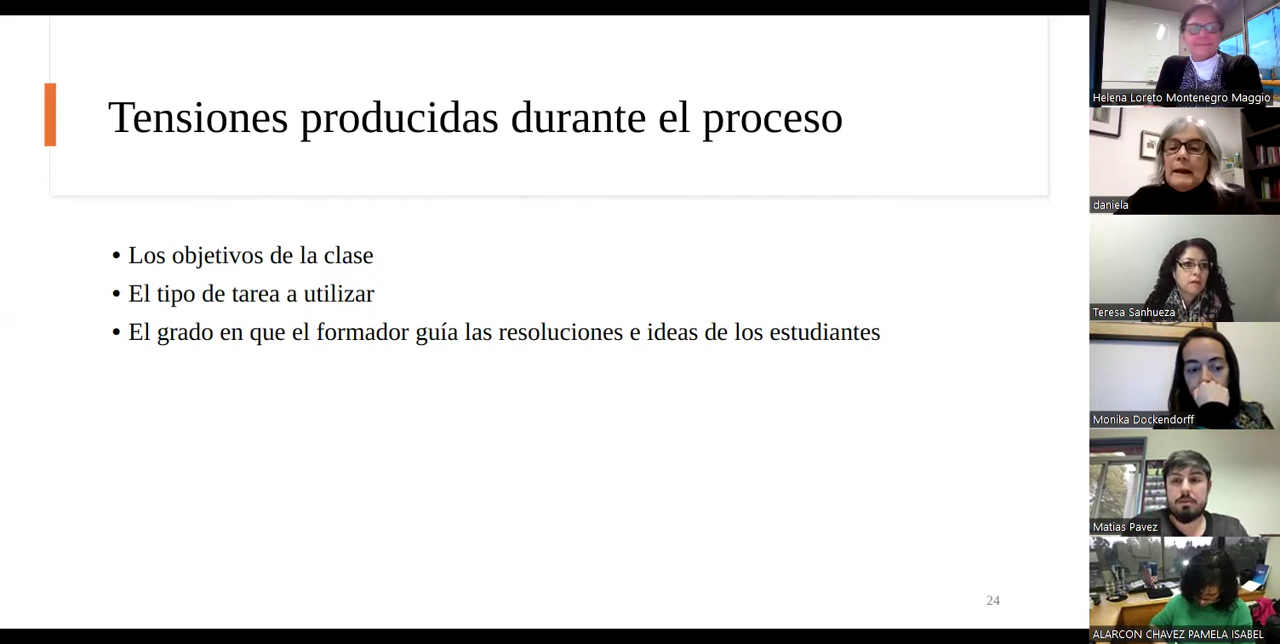 Tensiones producidas durante el proceso
• Los objetivos de la clase
• El tipo de tarea a utilizar
• El grado en que el formador guía las resoluciones e ideas de los estudiantes
24
Helena Loreto Montenegro Maggio
daniela
Teresa Sanhueza
Monika Dockendorff
Matias Pavez
ALARCON CHAVEZ PAMELA ISABEL